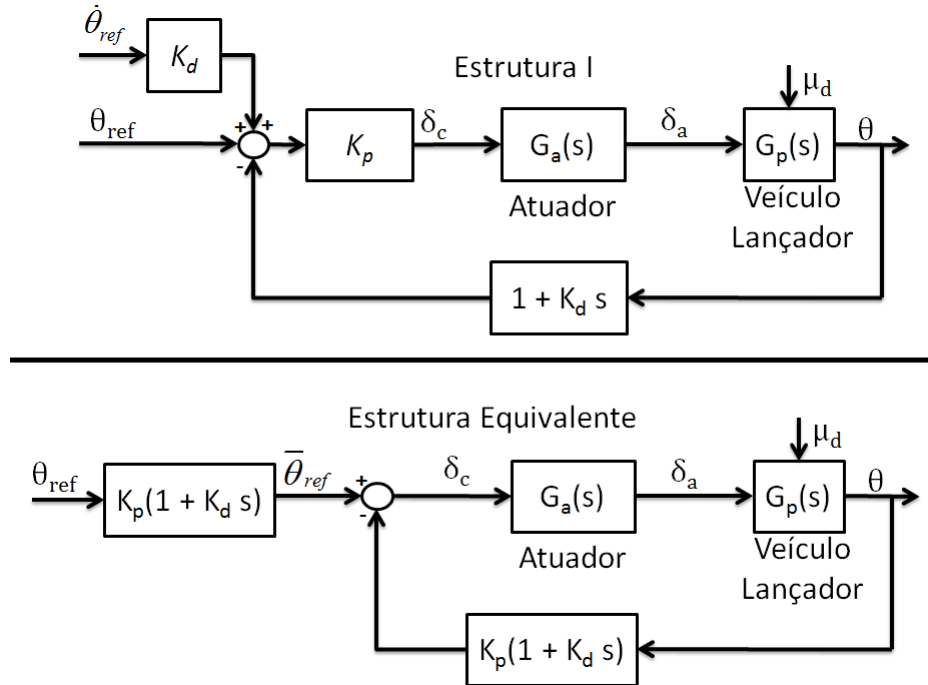 θ̇ref
Kd
Estrutura I
μd
θref
+ +
-
Kp
δc
Ga(s)
δa
Gp(s)
θ
Atuador
Veículo
Lançador
1 + Kd s
Estrutura Equivalente
μd
θref
Kp(1 + Kd s)
θ̅ref
+
-
δc
Ga(s)
δa
Gp(s)
θ
Atuador
Veículo
Lançador
Kp(1 + Kd s)